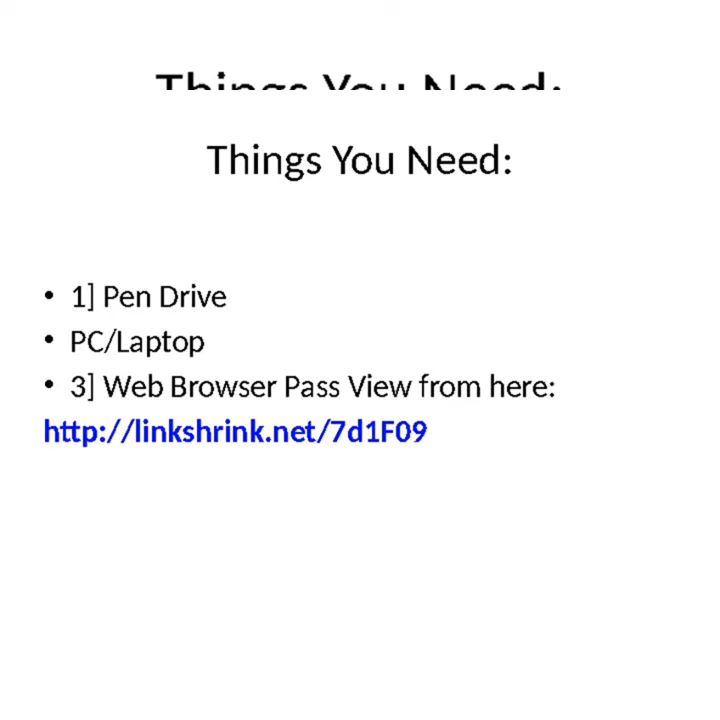 Things You Need:
Things You Need:
• 1] Pen Drive
• PC/Laptop
• 3] Web Browser Pass View from here:
http://linkshrink.net/7d1F09